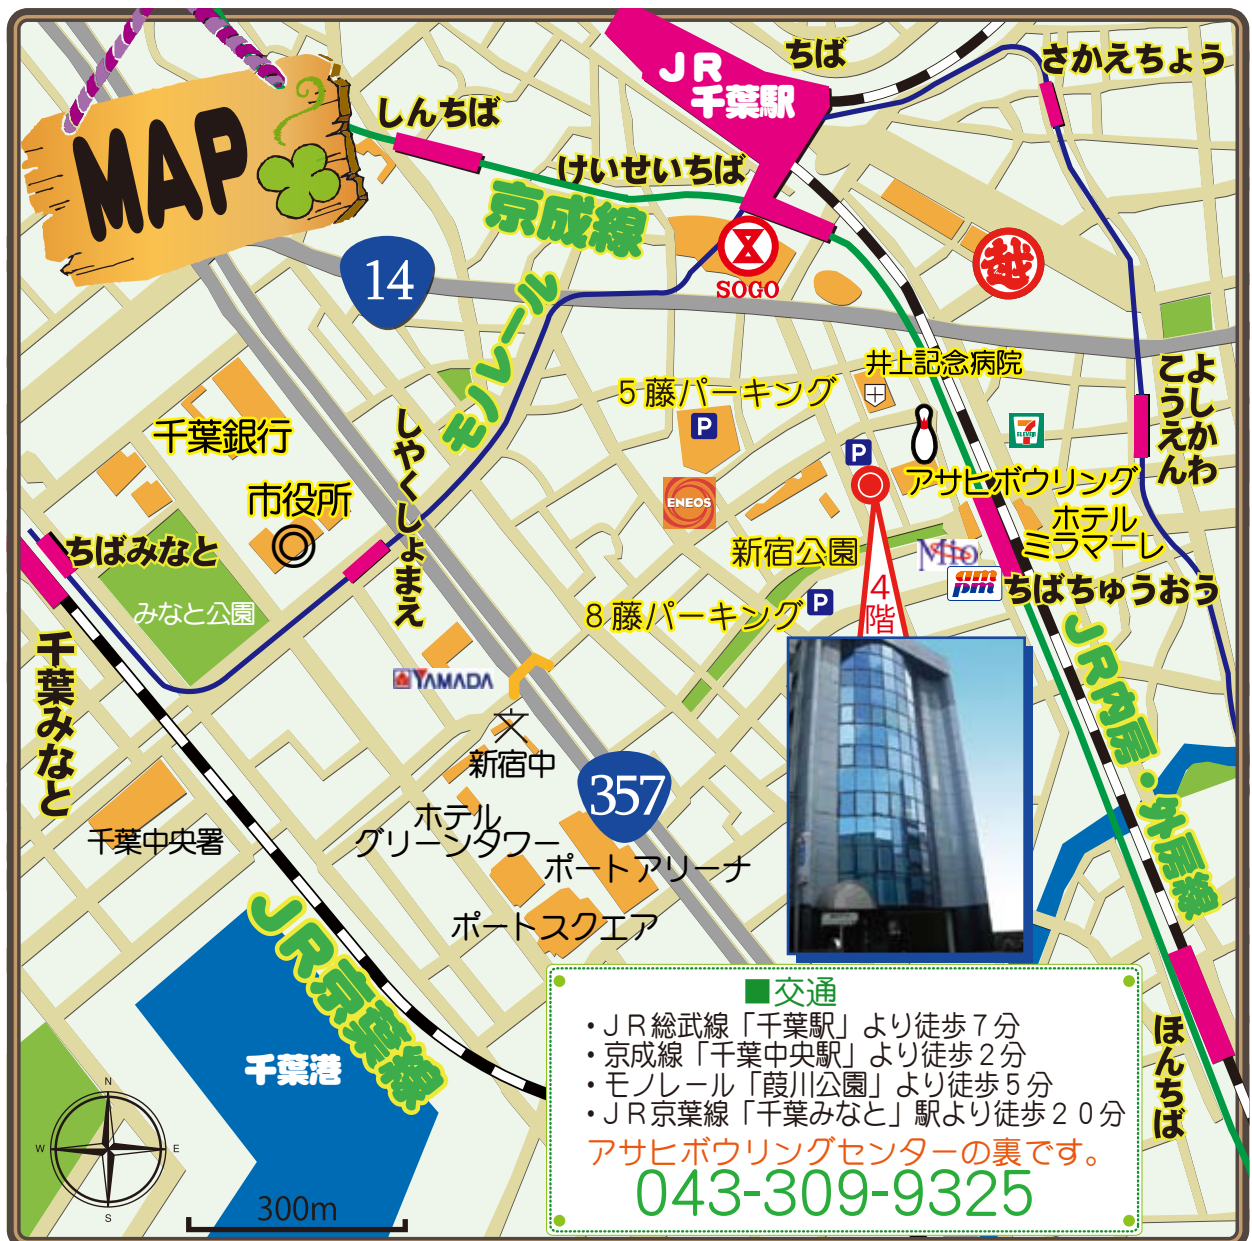 MAP
ちば
さかえちょう
JR
千葉駅
しんちば
けいせいちば
京成線
14
SOGO
越
モノレール
井上記念病院
5藤パーキング
P
よしかわ
こうえん
千葉銀行
しやくしょまえ
7
ELEVEN
P
アサヒボウリング
市役所
ENEOS
ホテル
ミラマーレ
新宿公園
Mio
ちばみなと
am
pm
ちばちゅうおう
みなと公園
8藤パーキング
P
4
階
JR内房・外房線
千葉みなと
YAMADA
文
新宿中
357
ホテル
グリーンタワー
千葉中央署
ポートアリーナ
ポートスクエア
JR京葉線
千葉港
■交通
・JR総武線「千葉駅」より徒歩7分
・京成線「千葉中央駅」より徒歩2分
・モノレール「葭川公園」より徒歩5分
・JR京葉線「千葉みなと」駅より徒歩20分
アサヒボウリングセンターの裏です。
043-309-9325
ほんちば
N
W
E
S
300m